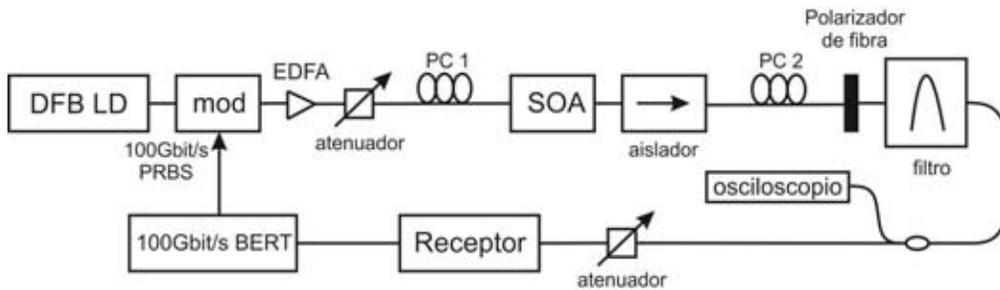 Polarizador
de fibra
EDFA
PC 1
PC 2
DFB LD
mod
SOA
atenuador
aislador
filtro
100Gbit/s
PRBS
osciloscopio
100Gbit/s BERT
Receptor
atenuador